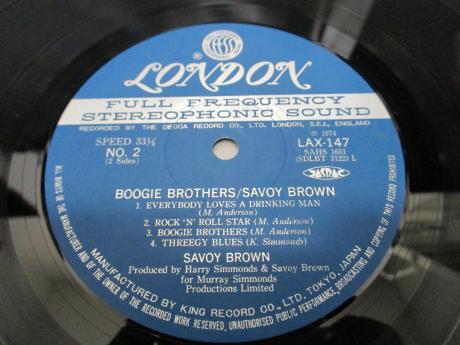 ® LONDON
FULL FREQUENCY
STEREOPHONIC SOUND
RECORDED BY THE DECCA RECORD CO., LTD. LONDON, S.E.I., ENGLAND
SPEED 33⅓
NO. 2
(2 Sides)
℗ 1974
LAX-147
SAHS 1651
(SDLBT 3122) L
JASRAC
BOOGIE BROTHERS/SAVOY BROWN
1. EVERYBODY LOVES A DRINKING MAN
(M. Anderson)
2. ROCK 'N' ROLL STAR (M. Anderson)
3. BOOGIE BROTHERS (M. Anderson)
4. THREEGY BLUES (K. Simmonds)
SAVOY BROWN
Produced by Harry Simmonds & Savoy Brown
for Murray Simmonds
Productions Limited
MANUFACTURED BY KING RECORD CO., LTD. TOKYO, JAPAN
ALL RIGHTS OF THE MANUFACTURER AND OF THE OWNER OF THE RECORDED WORK RESERVED, UNAUTHORISED PUBLIC PERFORMANCE, BROADCASTING AND COPYING OF THIS RECORD PROHIBITED